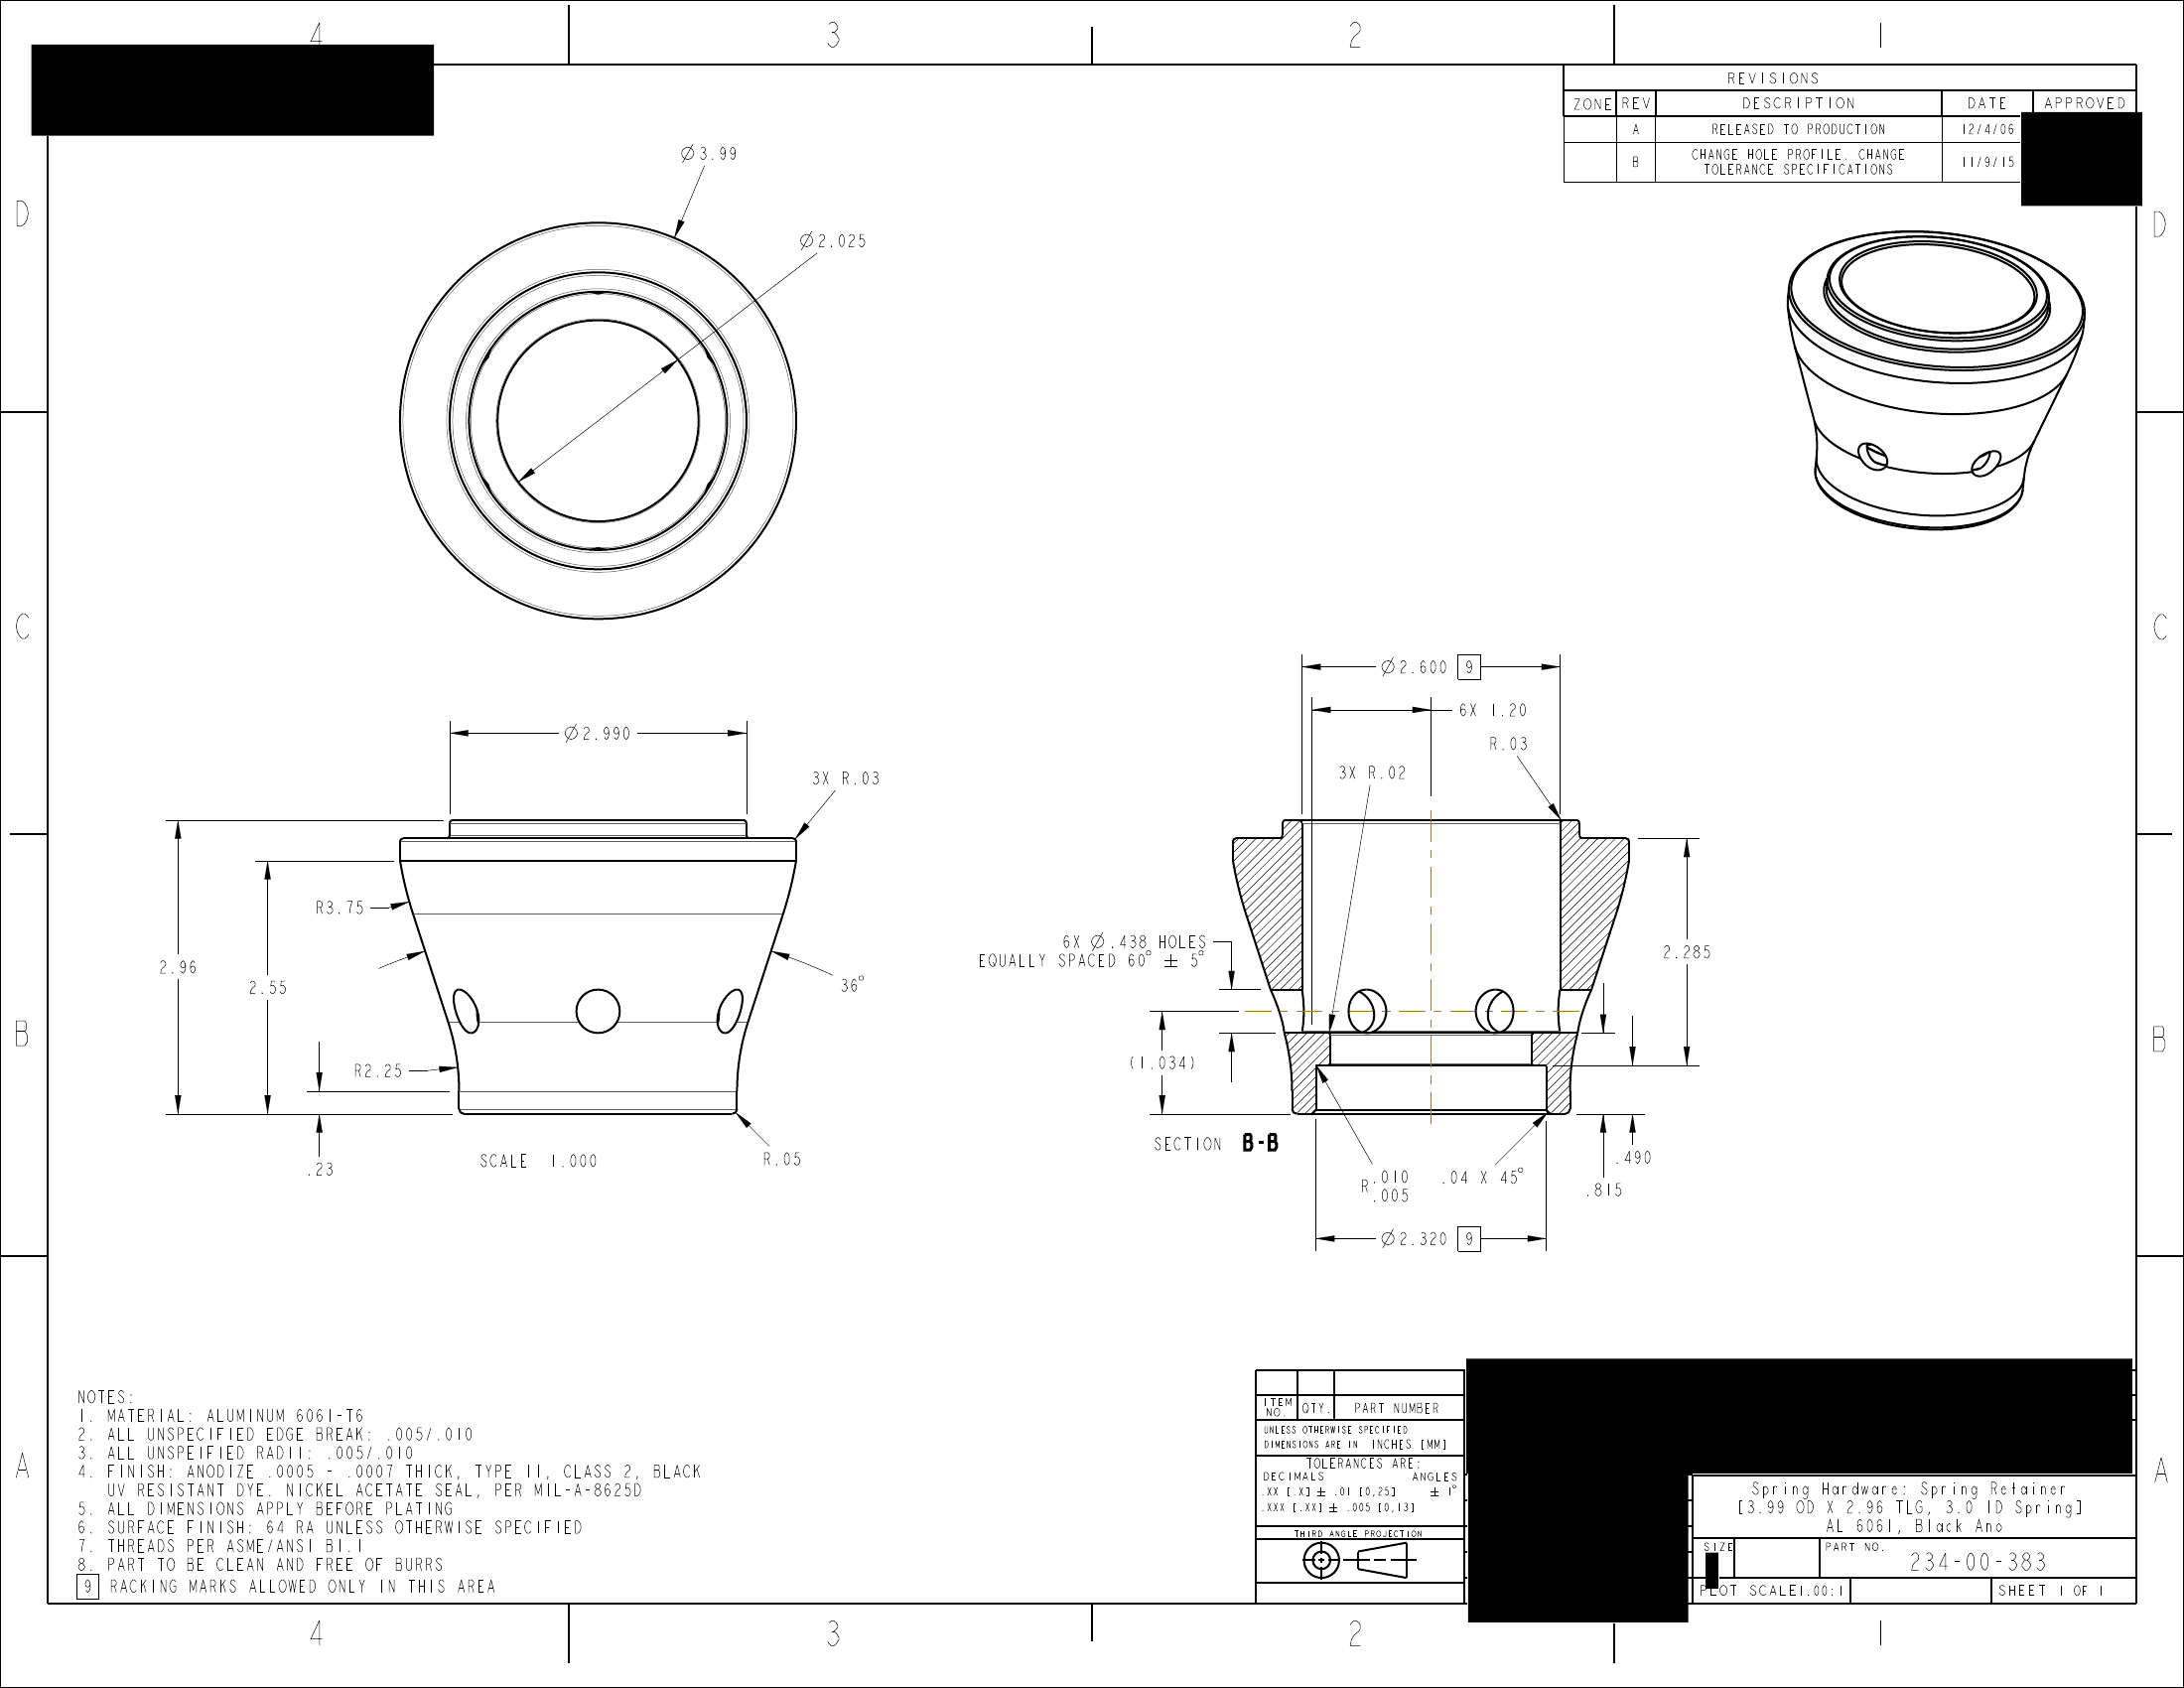 4
3
2
1
D
C
B
A
D
C
B
A
REVISIONS
ZONE REV DESCRIPTION DATE APPROVED
A RELEASED TO PRODUCTION 12/4/06
B CHANGE HOLE PROFILE. CHANGE
TOLERANCE SPECIFICATIONS 11/9/15
Ø3.99
Ø2.025
Ø2.990
3X R.03
R3.75
2.96
2.55
36°
R2.25
.23
SCALE 1.000
R.05
Ø2.600 9
6X 1.20
R.03
3X R.02
6X Ø.438 HOLES
EQUALLY SPACED 60° ± 5°
2.285
(1.034)
SECTION B-B
R.010
.005
.04 X 45°
.490
.815
Ø2.320 9
NOTES:
1. MATERIAL: ALUMINUM 6061-T6
2. ALL UNSPECIFIED EDGE BREAK: .005/.010
3. ALL UNSPEIFIED RADII: .005/.010
4. FINISH: ANODIZE .0005 - .0007 THICK, TYPE II, CLASS 2, BLACK
UV RESISTANT DYE. NICKEL ACETATE SEAL, PER MIL-A-8625D
5. ALL DIMENSIONS APPLY BEFORE PLATING
6. SURFACE FINISH: 64 RA UNLESS OTHERWISE SPECIFIED
7. THREADS PER ASME/ANSI B1.1
8. PART TO BE CLEAN AND FREE OF BURRS
9 RACKING MARKS ALLOWED ONLY IN THIS AREA
ITEM NO. QTY. PART NUMBER
UNLESS OTHERWISE SPECIFIED
DIMENSIONS ARE IN INCHES [MM]
TOLERANCES ARE:
DECIMALS ANGLES
.XX [.X] ± .01 [0,25] ± 1°
.XXX [.XX] ± .005 [0,13]
THIRD ANGLE PROJECTION
Spring Hardware: Spring Retainer
[3.99 OD X 2.96 TLG, 3.0 ID Spring]
AL 6061, Black Ano
SIZE PART NO. 234-00-383
PLOT SCALE1.00:1 SHEET 1 OF 1
4
3
2
1